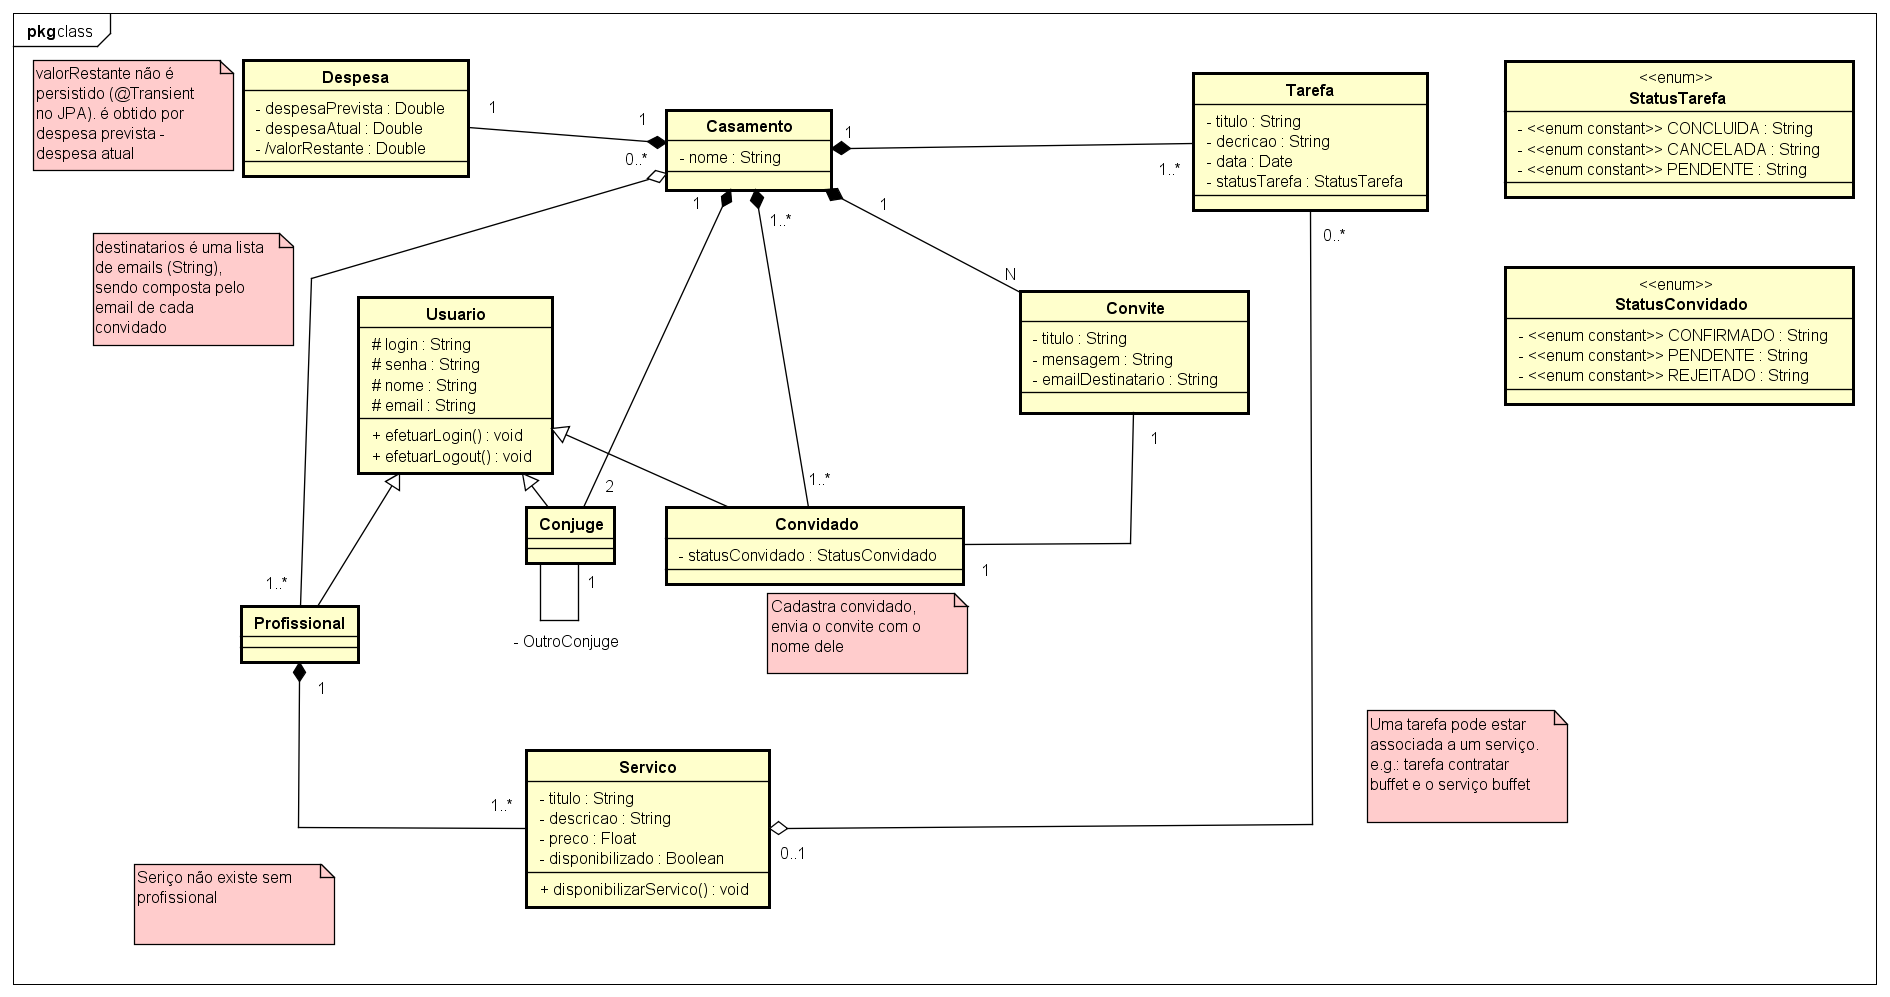 pkgclass
valorRestante não é
persistido (@Transient
no JPA). é obtido por
despesa prevista -
despesa atual
Despesa
- despesaPrevista : Double
- despesaAtual : Double
- /valorRestante : Double
1
1
0..*
Casamento
- nome : String
1
1..*
1
1
1..*
Tarefa
- titulo : String
- decricao : String
- data : Date
- statusTarefa : StatusTarefa
0..*
<<enum>>
StatusTarefa
- <<enum constant>> CONCLUIDA : String
- <<enum constant>> CANCELADA : String
- <<enum constant>> PENDENTE : String
destinatarios é uma lista
de emails (String),
sendo composta pelo
email de cada
convidado
<<enum>>
StatusConvidado
- <<enum constant>> CONFIRMADO : String
- <<enum constant>> PENDENTE : String
- <<enum constant>> REJEITADO : String
Usuario
# login : String
# senha : String
# nome : String
# email : String
+ efetuarLogin() : void
+ efetuarLogout() : void
N
Convite
- titulo : String
- mensagem : String
- emailDestinatario : String
1
2
1..*
Conjuge
1
- OutroConjuge
Convidado
- statusConvidado : StatusConvidado
1
Cadastra convidado,
envia o convite com o
nome dele
1..*
Profissional
1
1..*
Servico
- titulo : String
- descricao : String
- preco : Float
- disponibilizado : Boolean
+ disponibilizarServico() : void
0..1
Uma tarefa pode estar
associada a um serviço.
e.g.: tarefa contratar
buffet e o serviço buffet
Seriço não existe sem
profissional